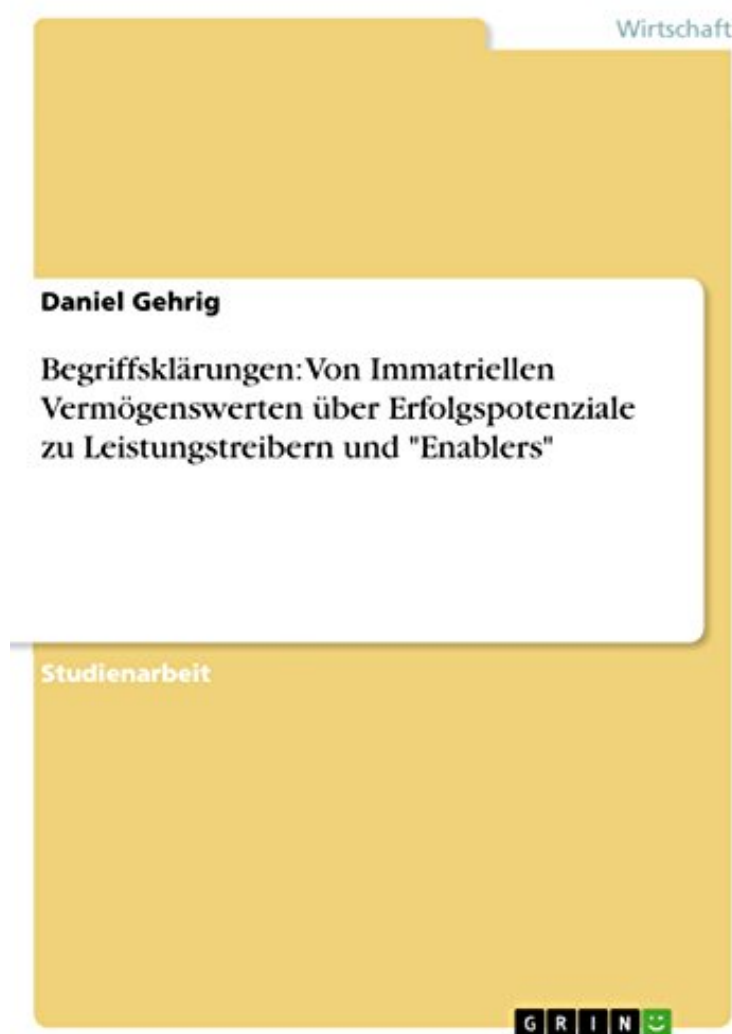 Wirtschaft
Daniel Gehrig
Begriffsklärungen: Von Immatriellen
Vermögenswerten über Erfolgspotenziale
zu Leistungstreibern und "Enablers"
Studienarbeit
GRIN